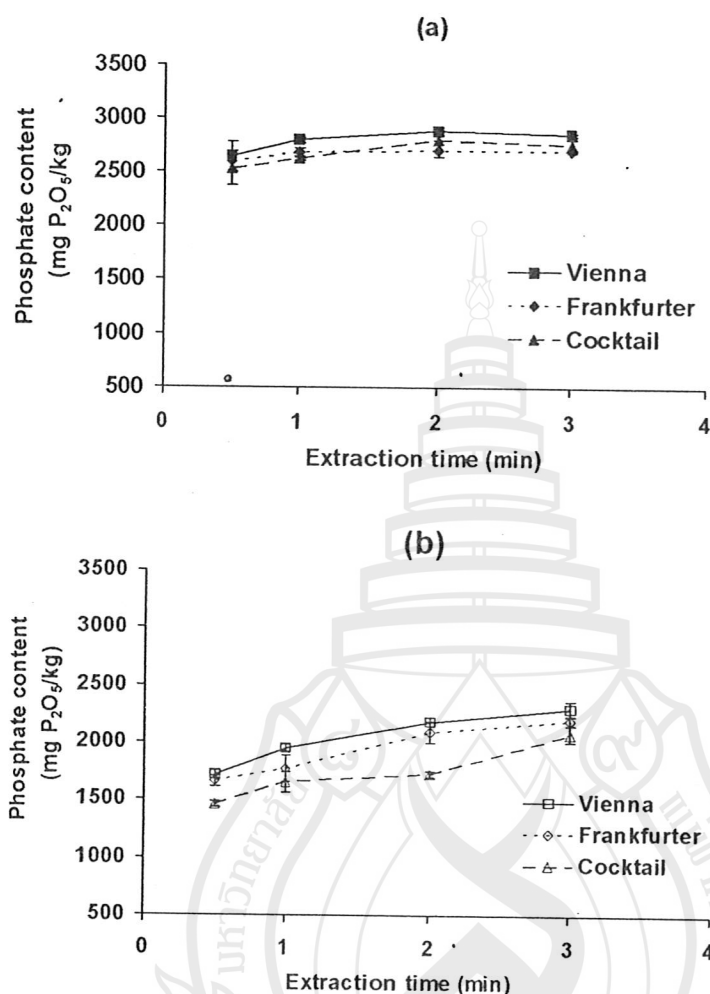 (a)
Phosphate content
(mg P₂O₅/kg)
3500
3000
2500
2000
1500
1000
500
Vienna
Frankfurter
Cocktail
0 1 2 3 4
Extraction time (min)
(b)
Phosphate content
(mg P₂O₅/kg)
3500
3000
2500
2000
1500
1000
500
Vienna
Frankfurter
Cocktail
0 1 2 3 4
Extraction time (min)